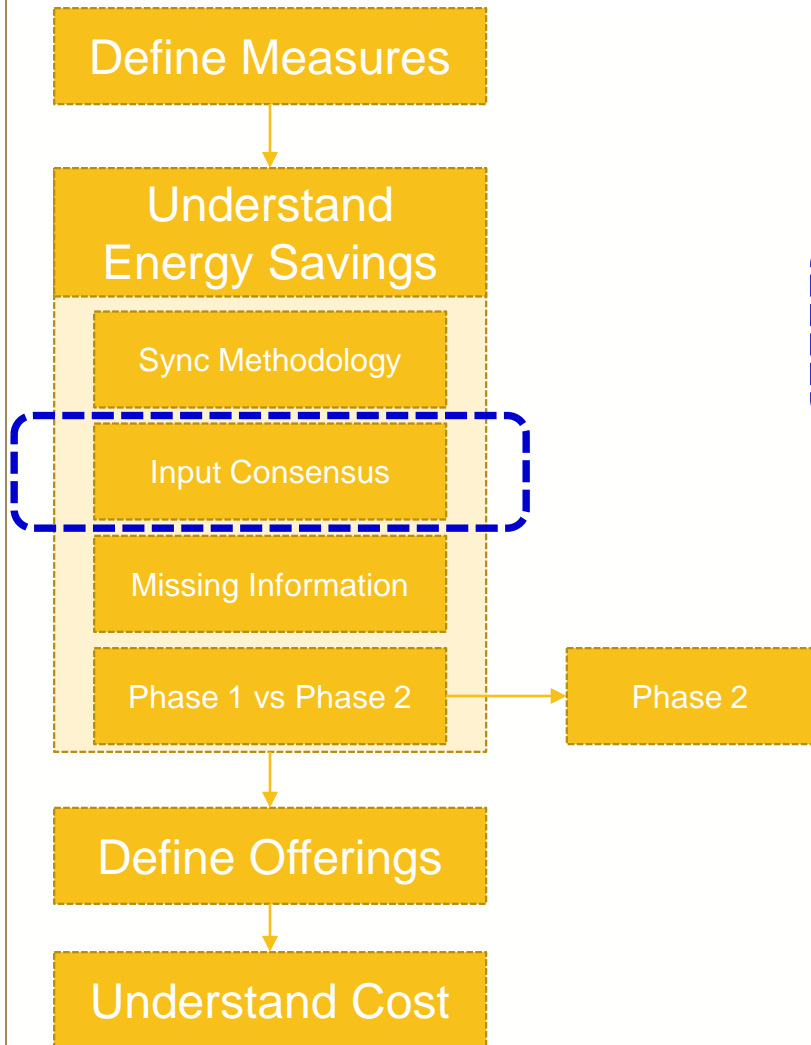 Define Measures
Understand
Energy Savings
Sync Methodology
Input Consensus
Missing Information
Phase 1 vs Phase 2
Phase 2
Define Offerings
Understand Cost